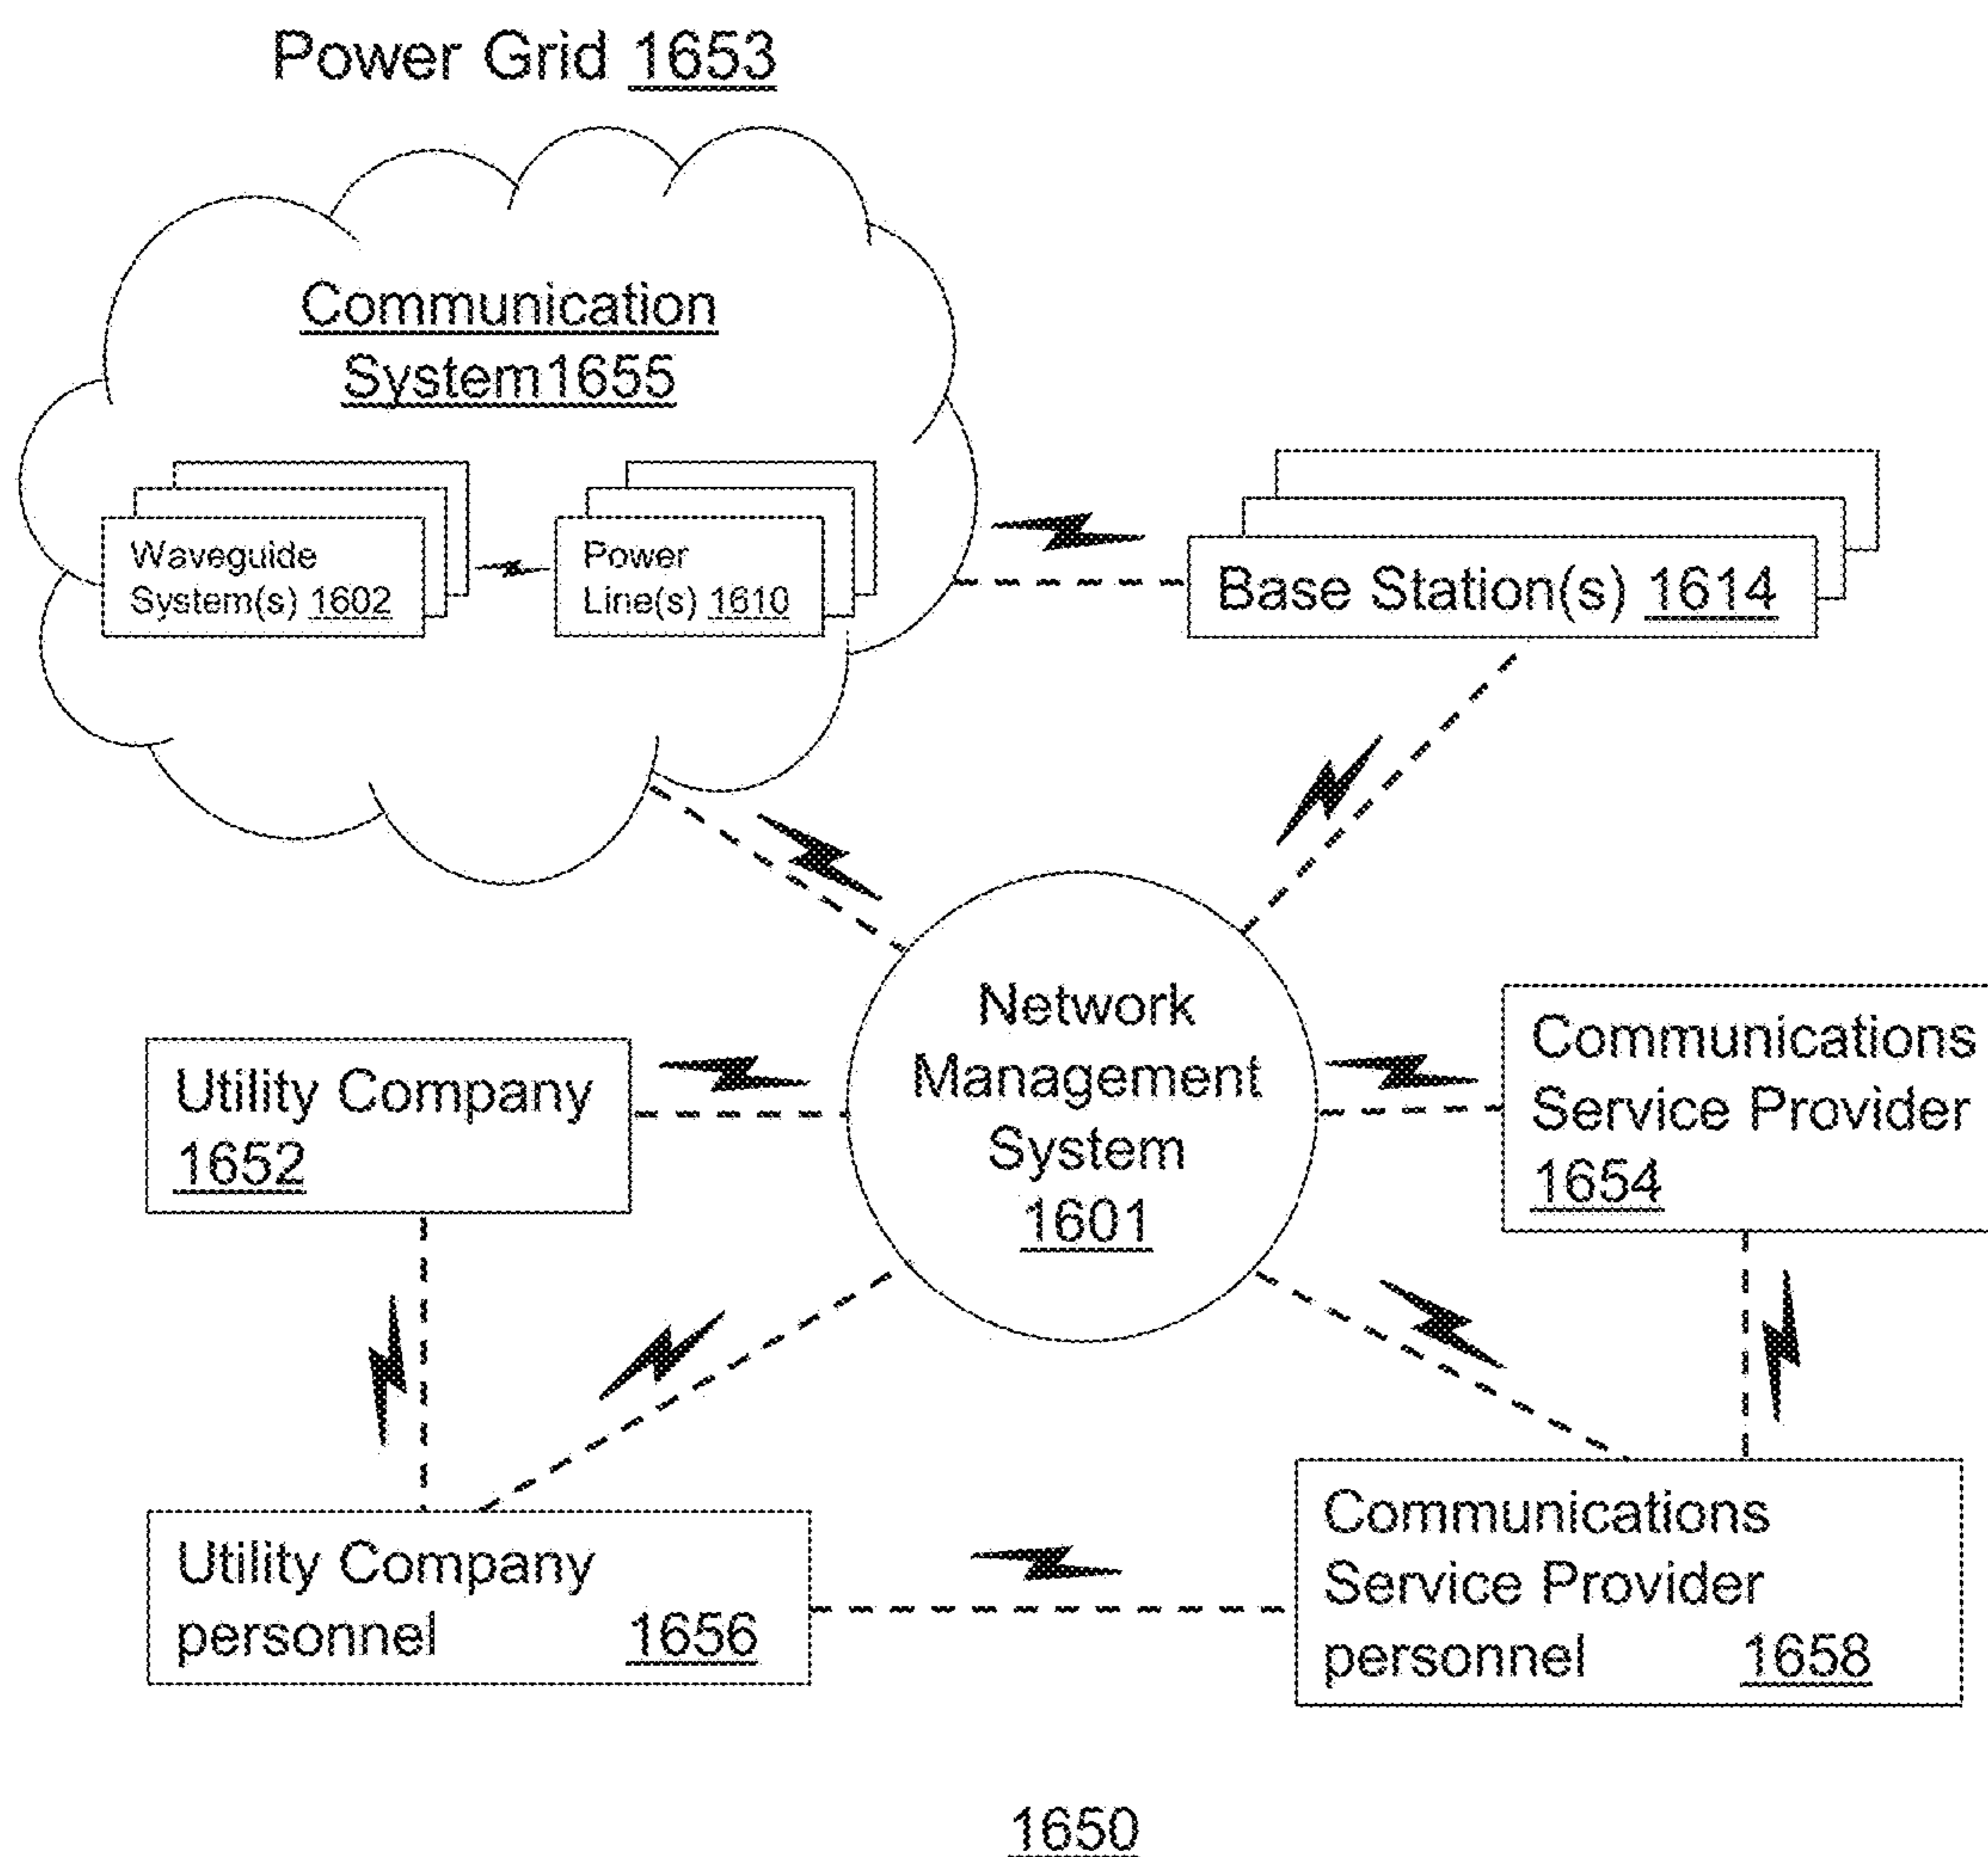 Power Grid 1653
Communication
System1655
Waveguide
System(s) 1602
Power
Line(s) 1610
Base Station(s) 1614
Network
Management
System
1601
Utility Company
1652
Communications
Service Provider
1654
Utility Company
personnel 1656
Communications
Service Provider
personnel 1658
1650